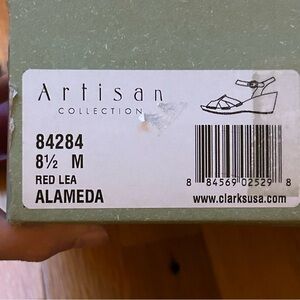 Artisan
COLLECTION
84284
8½ M
RED LEA
ALAMEDA
8 84569 02529 8
www.clarksusa.com